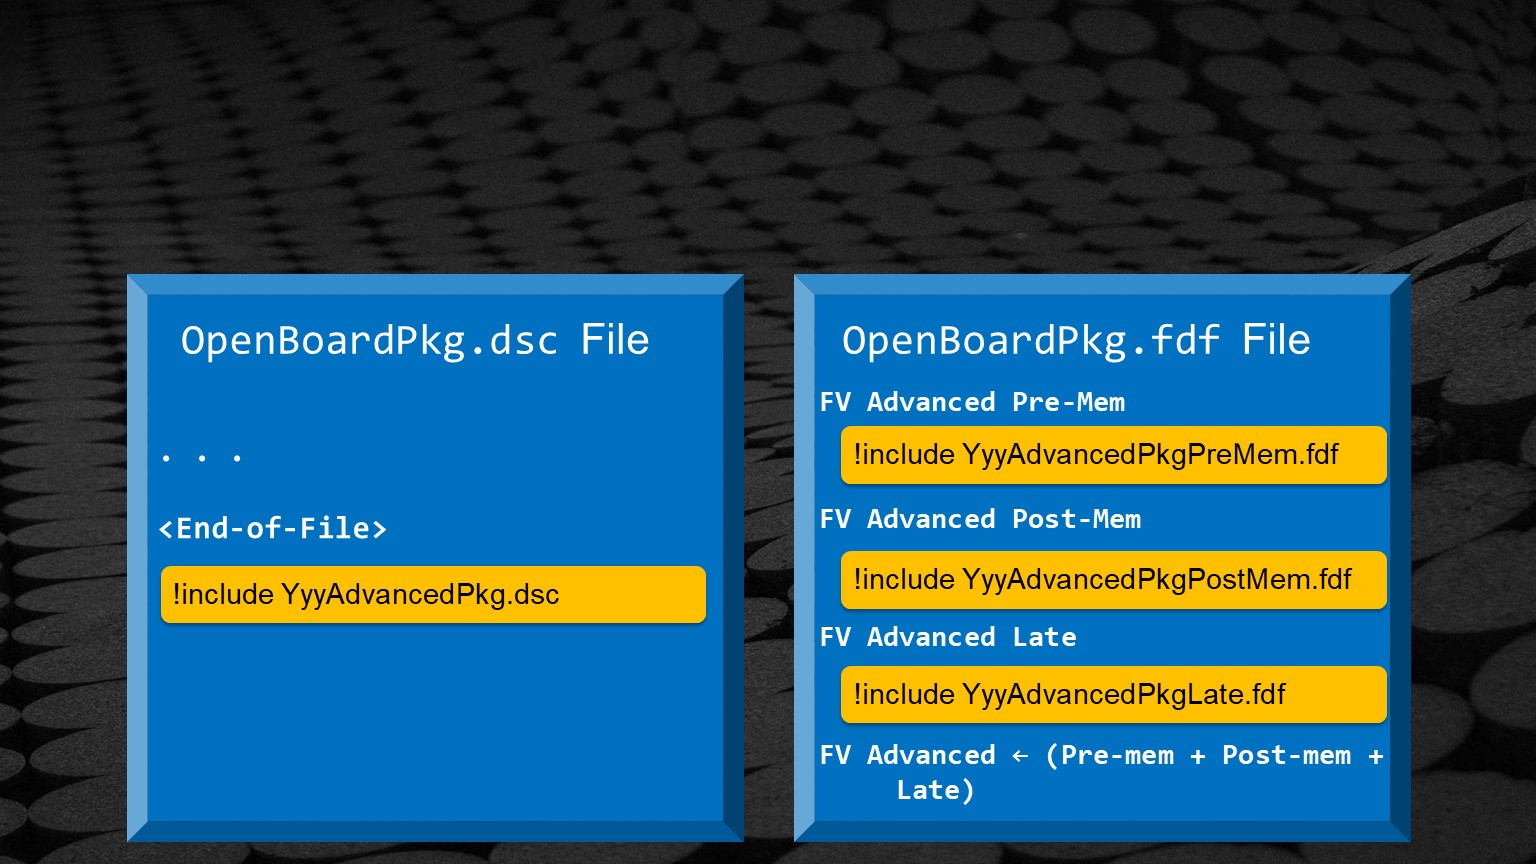 OpenBoardPkg.dsc File
. . .
<End-of-File>
!include YyyAdvancedPkg.dsc
OpenBoardPkg.fdf File
FV Advanced Pre-Mem
!include YyyAdvancedPkgPreMem.fdf
FV Advanced Post-Mem
!include YyyAdvancedPkgPostMem.fdf
FV Advanced Late
!include YyyAdvancedPkgLate.fdf
FV Advanced ← (Pre-mem + Post-mem +
Late)